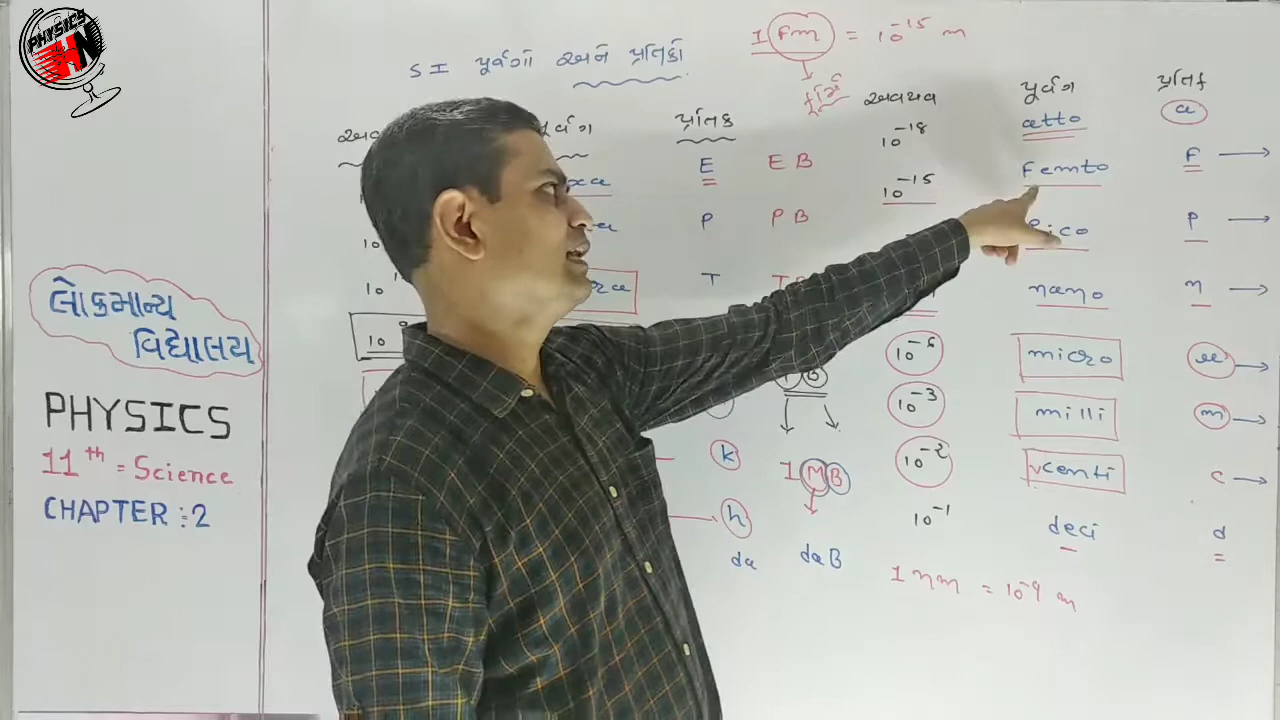 PHYSICS
HN
SI પૂર્વગો અને પ્રતિકો
1 Fm = 10⁻¹⁵ m
ફર્મી
પ્રતિક
E EB
P PB
T
k
h
da daB
1 MB
અવયવ પૂર્વગ પ્રતિક
10⁻¹⁸ atto a
10⁻¹⁵ Femto F
Pico P
nano n
10⁻⁶ micro μ
10⁻³ milli m
10⁻² centi c
10⁻¹ deci d
1 nm = 10⁻⁹ m
લોકમાન્ય
વિદ્યાલય
PHYSICS
11th = Science
CHAPTER : 2